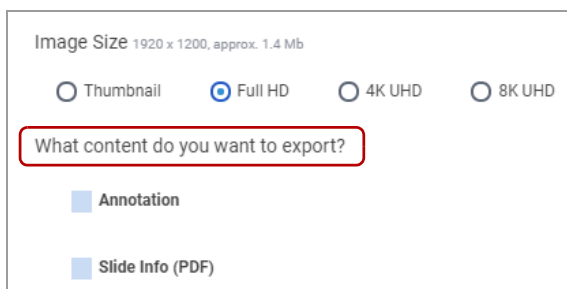 Image Size 1920 x 1200, approx. 1.4 Mb
Thumbnail Full HD 4K UHD 8K UHD
What content do you want to export?
Annotation
Slide Info (PDF)